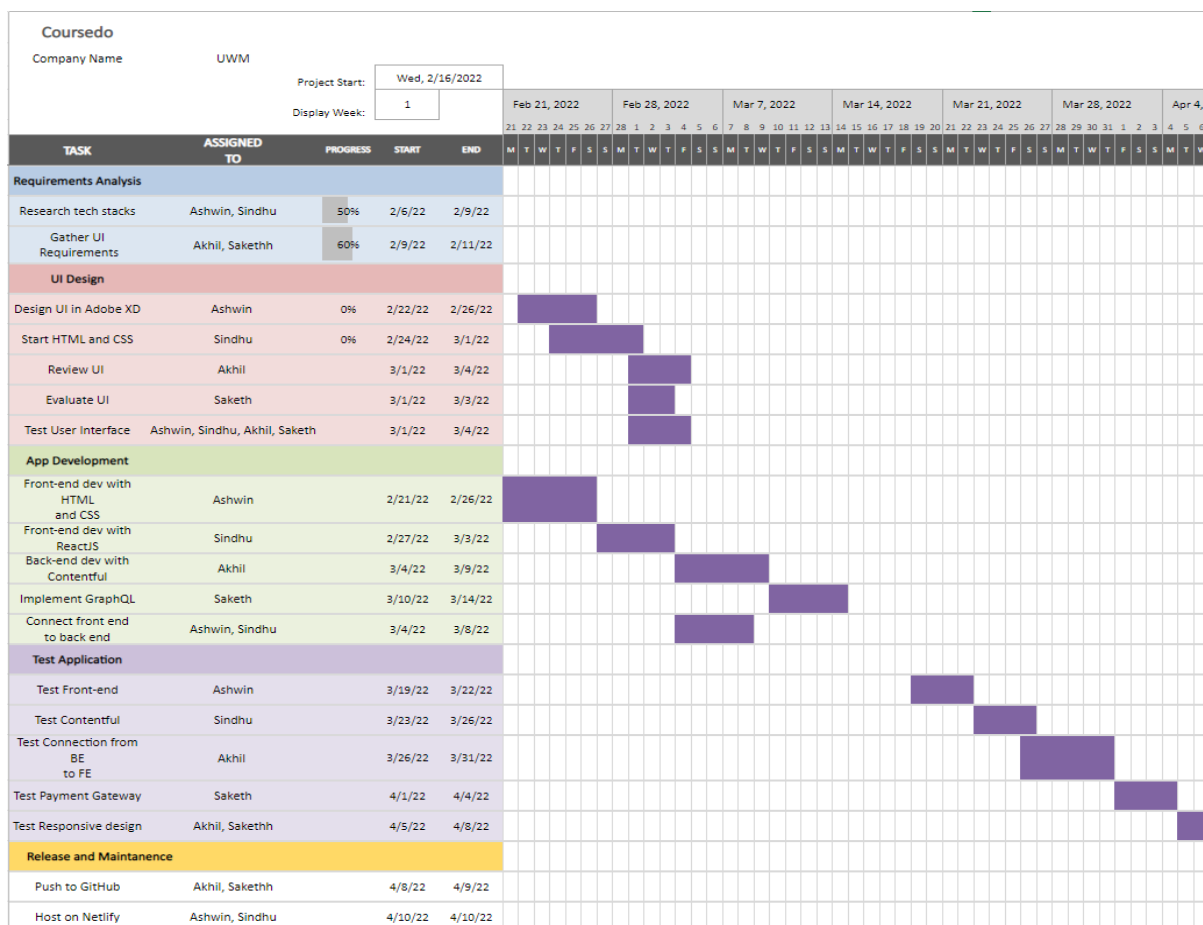 Coursedo
Company Name UWM
Project Start: Wed, 2/16/2022
Display Week: 1
Feb 21, 2022 Feb 28, 2022 Mar 7, 2022 Mar 14, 2022 Mar 21, 2022 Mar 28, 2022 Apr 4,
21 22 23 24 25 26 27 28 1 2 3 4 5 6 7 8 9 10 11 12 13 14 15 16 17 18 19 20 21 22 23 24 25 26 27 28 29 30 31 1 2 3 4 5 6
TASK ASSIGNED TO PROGRESS START END M T W T F S S M T W T F S S M T W T F S S M T W T F S S M T W T F S S M T W T F S S M T W
Requirements Analysis
Research tech stacks Ashwin, Sindhu 50% 2/6/22 2/9/22
Gather UI
Requirements Akhil, Sakethh 60% 2/9/22 2/11/22
UI Design
Design UI in Adobe XD Ashwin 0% 2/22/22 2/26/22
Start HTML and CSS Sindhu 0% 2/24/22 3/1/22
Review UI Akhil 3/1/22 3/4/22
Evaluate UI Saketh 3/1/22 3/3/22
Test User Interface Ashwin, Sindhu, Akhil, Saketh 3/1/22 3/4/22
App Development
Front-end dev with
HTML
and CSS Ashwin 2/21/22 2/26/22
Front-end dev with
ReactJS Sindhu 2/27/22 3/3/22
Back-end dev with
Contentful Akhil 3/4/22 3/9/22
Implement GraphQL Saketh 3/10/22 3/14/22
Connect front end
to back end Ashwin, Sindhu 3/4/22 3/8/22
Test Application
Test Front-end Ashwin 3/19/22 3/22/22
Test Contentful Sindhu 3/23/22 3/26/22
Test Connection from
BE
to FE Akhil 3/26/22 3/31/22
Test Payment Gateway Saketh 4/1/22 4/4/22
Test Responsive design Akhil, Sakethh 4/5/22 4/8/22
Release and Maintanence
Push to GitHub Akhil, Sakethh 4/8/22 4/9/22
Host on Netlify Ashwin, Sindhu 4/10/22 4/10/22